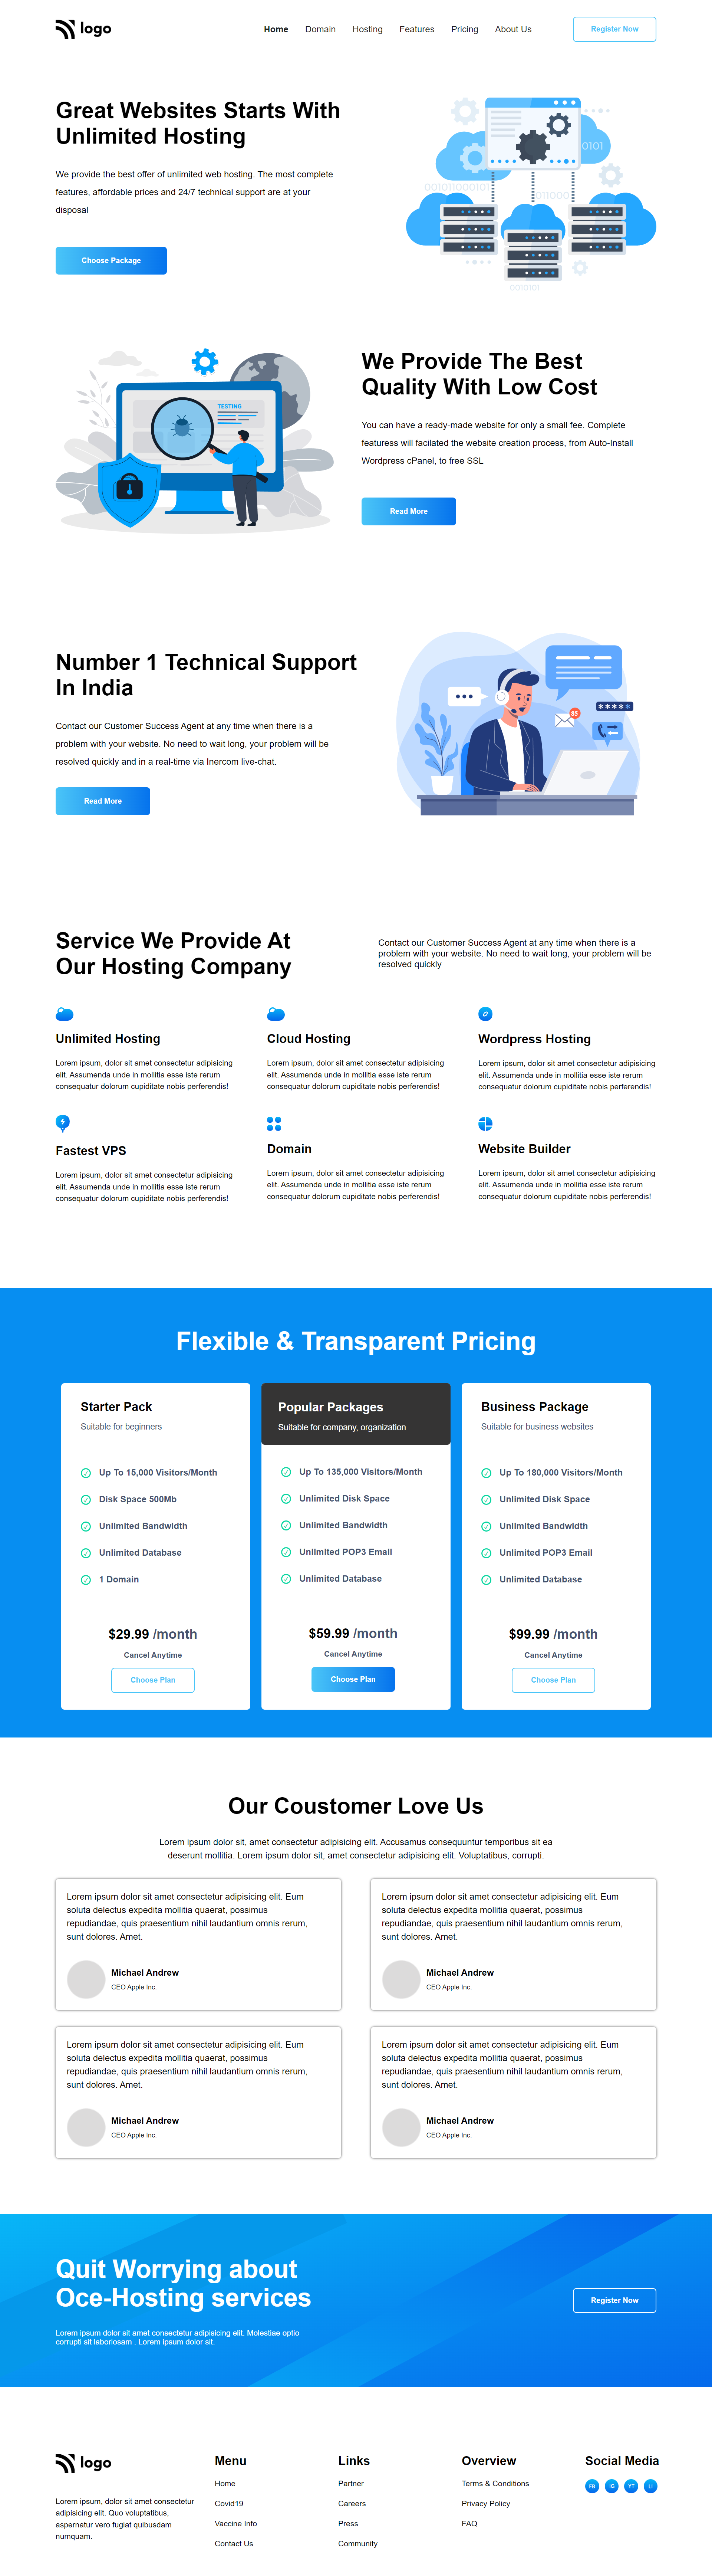 logo
Home Domain Hosting Features Pricing About Us Register Now
Great Websites Starts With
Unlimited Hosting
We provide the best offer of unlimited web hosting. The most complete
features, affordable prices and 24/7 technical support are at your
disposal
Choose Package
0101
001011000101
11000
0010101
TESTING
We Provide The Best
Quality With Low Cost
You can have a ready-made website for only a small fee. Complete
featuress will facilated the website creation process, from Auto-Install
Wordpress cPanel, to free SSL
Read More
Number 1 Technical Support
In India
Contact our Customer Success Agent at any time when there is a
problem with your website. No need to wait long, your problem will be
resolved quickly and in a real-time via Inercom live-chat.
Read More
*****
Service We Provide At
Our Hosting Company
Contact our Customer Success Agent at any time when there is a
problem with your website. No need to wait long, your problem will be
resolved quickly
Unlimited Hosting
Lorem ipsum, dolor sit amet consectetur adipisicing
elit. Assumenda unde in mollitia esse iste rerum
consequatur dolorum cupiditate nobis perferendis!
Cloud Hosting
Lorem ipsum, dolor sit amet consectetur adipisicing
elit. Assumenda unde in mollitia esse iste rerum
consequatur dolorum cupiditate nobis perferendis!
Wordpress Hosting
Lorem ipsum, dolor sit amet consectetur adipisicing
elit. Assumenda unde in mollitia esse iste rerum
consequatur dolorum cupiditate nobis perferendis!
Fastest VPS
Lorem ipsum, dolor sit amet consectetur adipisicing
elit. Assumenda unde in mollitia esse iste rerum
consequatur dolorum cupiditate nobis perferendis!
Domain
Lorem ipsum, dolor sit amet consectetur adipisicing
elit. Assumenda unde in mollitia esse iste rerum
consequatur dolorum cupiditate nobis perferendis!
Website Builder
Lorem ipsum, dolor sit amet consectetur adipisicing
elit. Assumenda unde in mollitia esse iste rerum
consequatur dolorum cupiditate nobis perferendis!
Flexible & Transparent Pricing
Starter Pack
Suitable for beginners
Up To 15,000 Visitors/Month
Disk Space 500Mb
Unlimited Bandwidth
Unlimited Database
1 Domain
$29.99 /month
Cancel Anytime
Choose Plan
Popular Packages
Suitable for company, organization
Up To 135,000 Visitors/Month
Unlimited Disk Space
Unlimited Bandwidth
Unlimited POP3 Email
Unlimited Database
$59.99 /month
Cancel Anytime
Choose Plan
Business Package
Suitable for business websites
Up To 180,000 Visitors/Month
Unlimited Disk Space
Unlimited Bandwidth
Unlimited POP3 Email
Unlimited Database
$99.99 /month
Cancel Anytime
Choose Plan
Our Coustomer Love Us
Lorem ipsum dolor sit, amet consectetur adipisicing elit. Accusamus consequuntur temporibus sit ea
deserunt mollitia. Lorem ipsum dolor sit, amet consectetur adipisicing elit. Voluptatibus, corrupti.
Lorem ipsum dolor sit amet consectetur adipisicing elit. Eum
soluta delectus expedita mollitia quaerat, possimus
repudiandae, quis praesentium nihil laudantium omnis rerum,
sunt dolores. Amet.
Michael Andrew
CEO Apple Inc.
Lorem ipsum dolor sit amet consectetur adipisicing elit. Eum
soluta delectus expedita mollitia quaerat, possimus
repudiandae, quis praesentium nihil laudantium omnis rerum,
sunt dolores. Amet.
Michael Andrew
CEO Apple Inc.
Lorem ipsum dolor sit amet consectetur adipisicing elit. Eum
soluta delectus expedita mollitia quaerat, possimus
repudiandae, quis praesentium nihil laudantium omnis rerum,
sunt dolores. Amet.
Michael Andrew
CEO Apple Inc.
Lorem ipsum dolor sit amet consectetur adipisicing elit. Eum
soluta delectus expedita mollitia quaerat, possimus
repudiandae, quis praesentium nihil laudantium omnis rerum,
sunt dolores. Amet.
Michael Andrew
CEO Apple Inc.
Quit Worrying about
Oce-Hosting services
Lorem ipsum dolor sit amet consectetur adipisicing elit. Molestiae optio
corrupti sit laboriosam . Lorem ipsum dolor sit.
Register Now
logo
Lorem ipsum, dolor sit amet consectetur
adipisicing elit. Quo voluptatibus,
aspernatur vero fugiat quibusdam
numquam.
Menu
Home
Covid19
Vaccine Info
Contact Us
Links
Partner
Careers
Press
Community
Overview
Terms & Conditions
Privacy Policy
FAQ
Social Media
FB IG YT LI